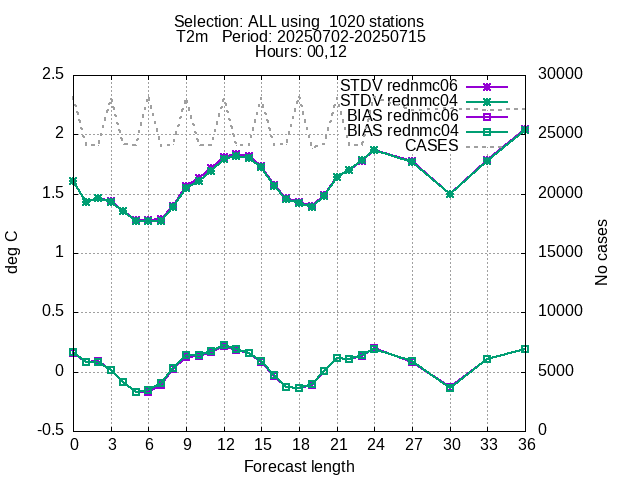 Selection: ALL using  1020 stations
T2m   Period: 20250702-20250715
Hours: 00,12
STDV rednmc06
STDV rednmc04
BIAS rednmc06
BIAS rednmc04
CASES
2.5
2
1.5
1
0.5
0
-0.5
deg C
30000
25000
20000
15000
10000
5000
0
No cases
0 3 6 9 12 15 18 21 24 27 30 33 36
Forecast length